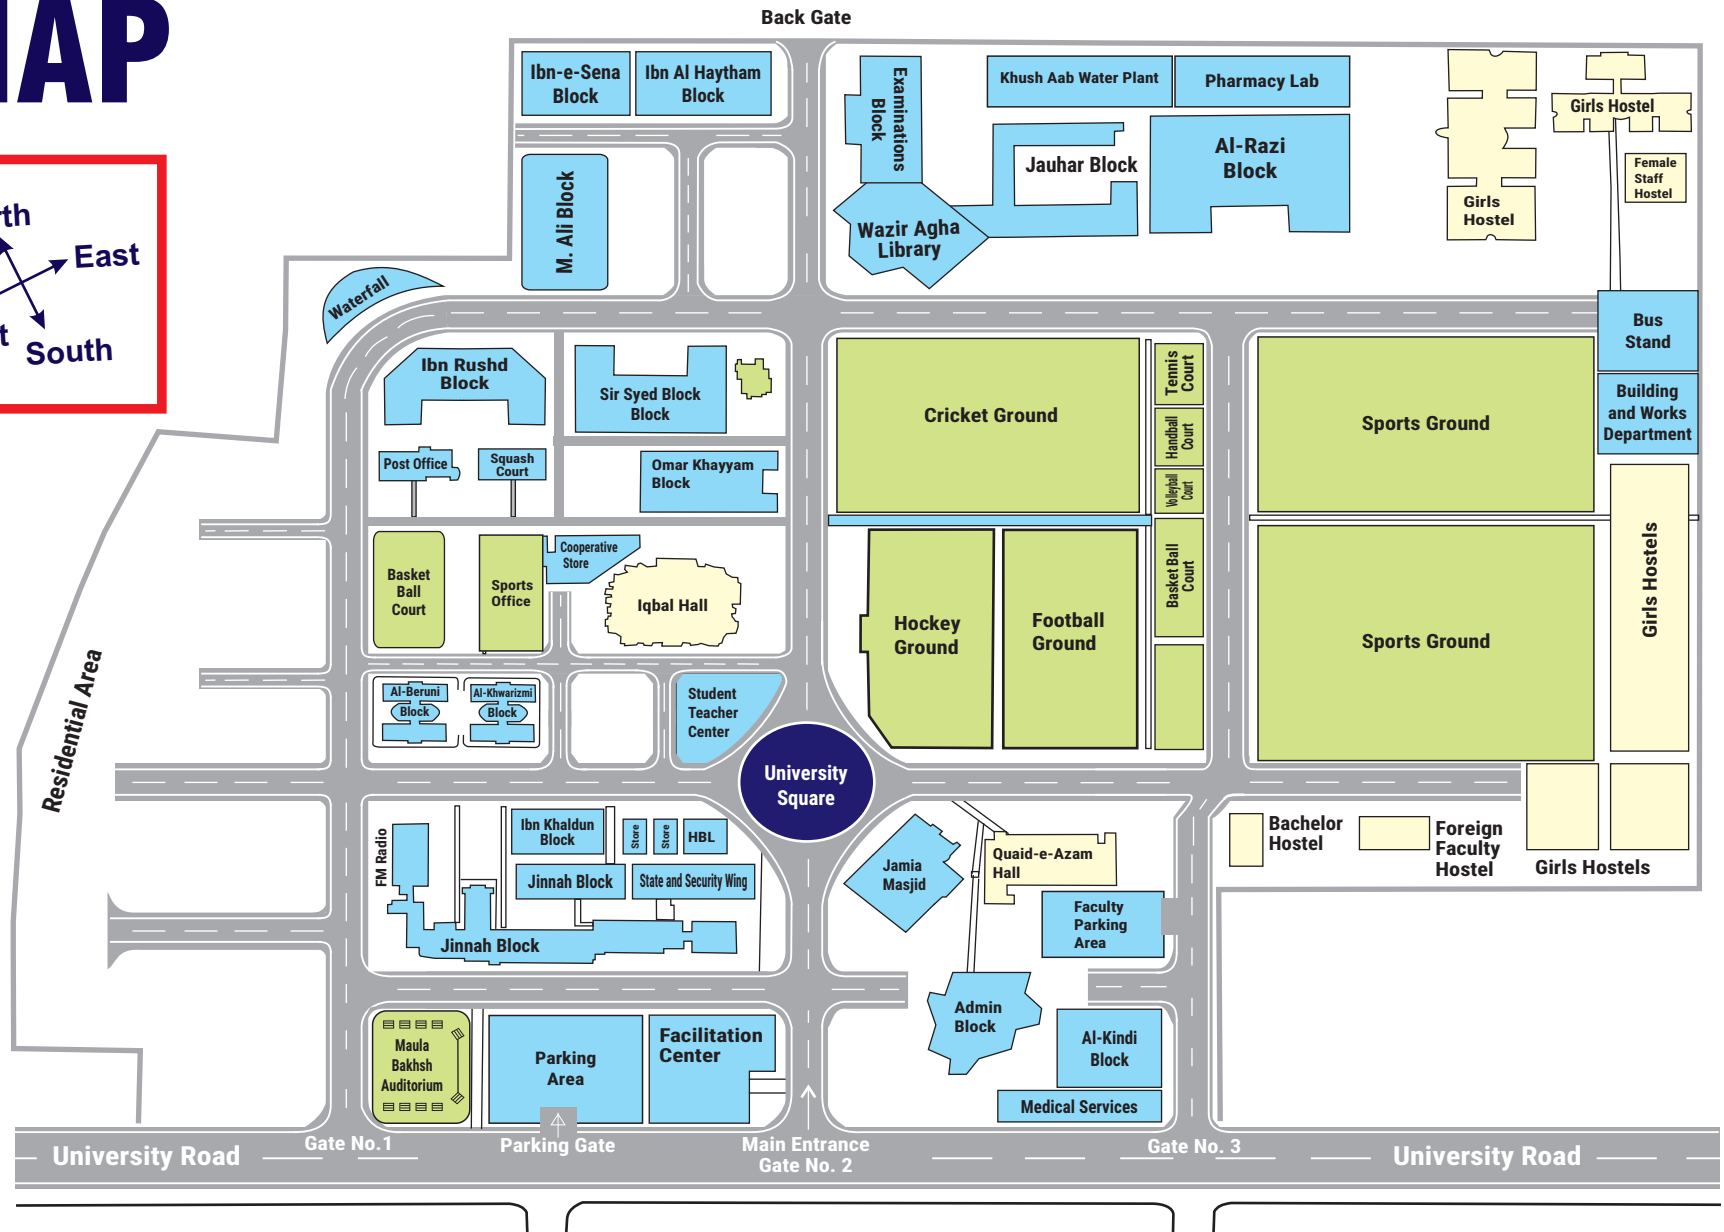 MAP
Back Gate
Ibn-e-Sena
Block
Ibn Al Haytham
Block
Examinations
Block
Khush Aab Water Plant
Pharmacy Lab
Girls Hostel
Jauhar Block
Al-Razi
Block
Female
Staff
Hostel
M. Ali Block
Girls
Hostel
Wazir Agha
Library
East
South
Waterfall
Bus
Stand
Ibn Rushd
Block
Sir Syed Block
Block
Cricket Ground
Tennis
Court
Sports Ground
Building
and Works
Department
Handball
Court
Post Office
Squash
Court
Omar Khayyam
Block
Volleyball
Court
Cooperative
Store
Basket
Ball
Court
Sports
Office
Iqbal Hall
Hockey
Ground
Football
Ground
Basket Ball
Court
Sports Ground
Girls Hostels
Residential Area
Al-Beruni
Block
Al-Khwarizmi
Block
Student
Teacher
Center
University
Square
FM Radio
Ibn Khaldun
Block
Store
Store
HBL
Jinnah Block
State and Security Wing
Jinnah Block
Jamia
Masjid
Quaid-e-Azam
Hall
Bachelor
Hostel
Foreign
Faculty
Hostel
Girls Hostels
Faculty
Parking
Area
Admin
Block
Al-Kindi
Block
Medical Services
Maula
Bakhsh
Auditorium
Parking
Area
Facilitation
Center
University Road
Gate No.1
Parking Gate
Main Entrance
Gate No. 2
Gate No. 3
University Road